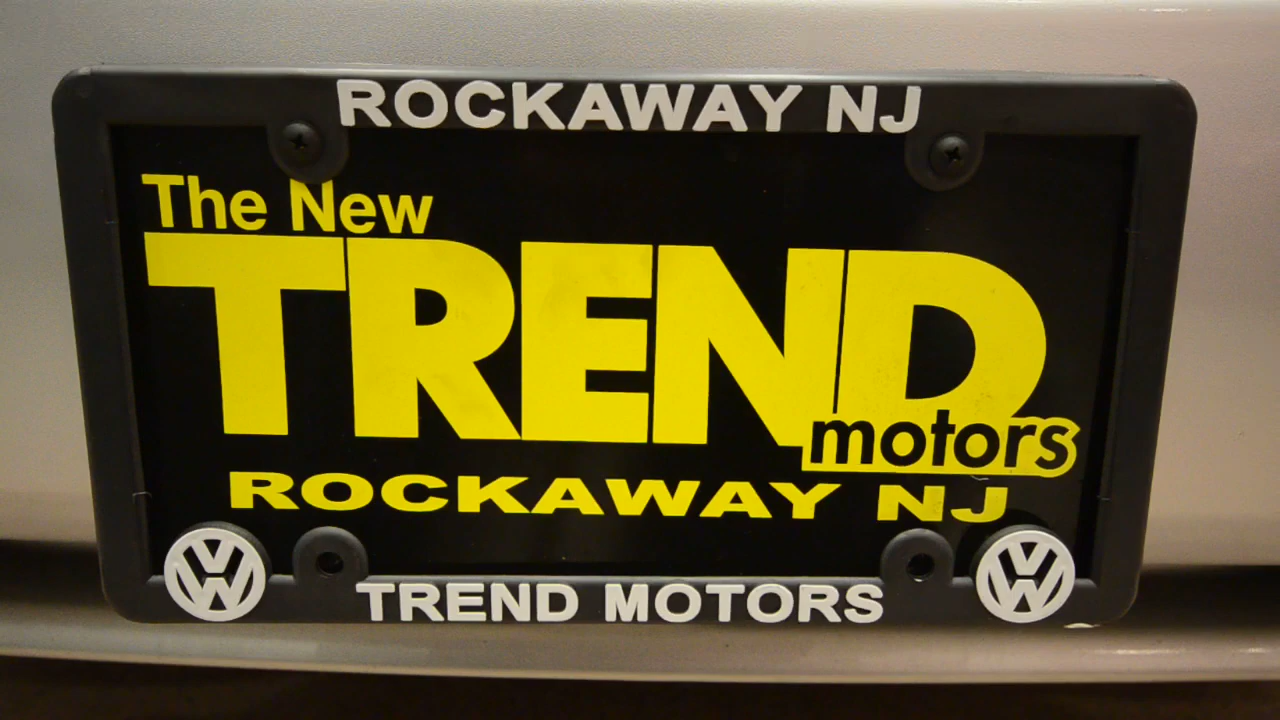 ROCKAWAY NJ
The New
TREND
motors
ROCKAWAY NJ
TREND MOTORS